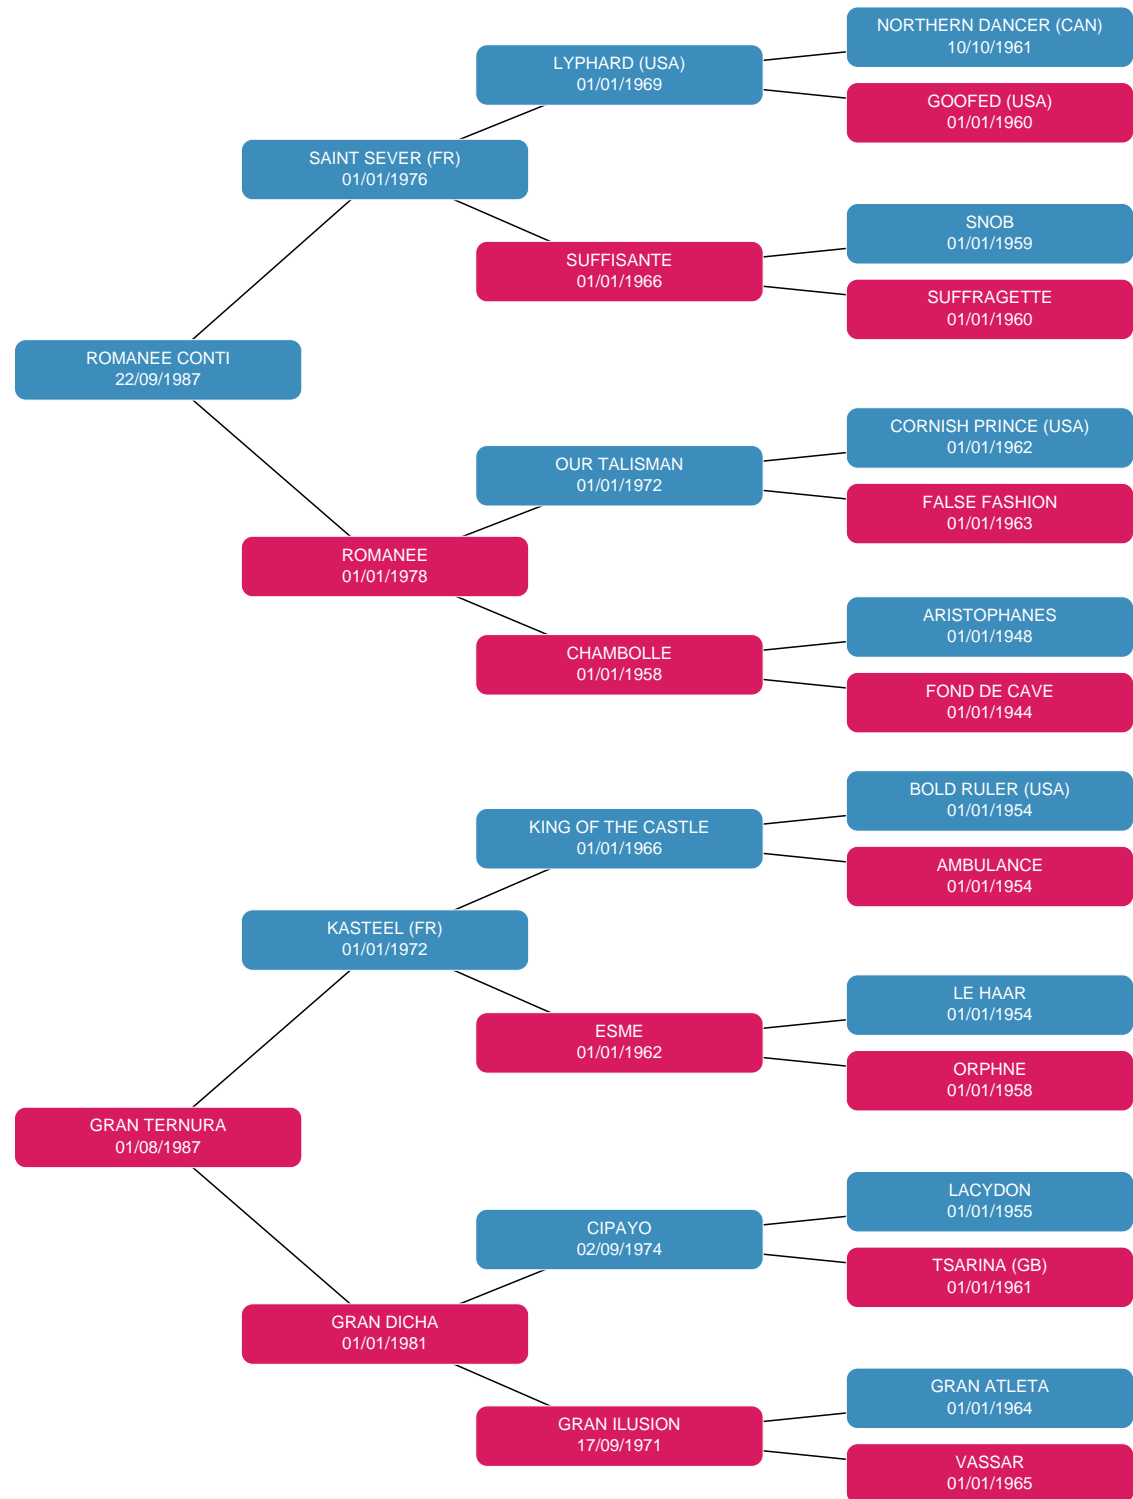 NORTHERN DANCER (CAN)
10/10/1961
LYPHARD (USA)
01/01/1969
GOOFED (USA)
01/01/1960
SAINT SEVER (FR)
01/01/1976
SNOB
01/01/1959
SUFFISANTE
01/01/1966
SUFFRAGETTE
01/01/1960
ROMANEE CONTI
22/09/1987
CORNISH PRINCE (USA)
01/01/1962
OUR TALISMAN
01/01/1972
FALSE FASHION
01/01/1963
ROMANEE
01/01/1978
ARISTOPHANES
01/01/1948
CHAMBOLLE
01/01/1958
FOND DE CAVE
01/01/1944
BOLD RULER (USA)
01/01/1954
KING OF THE CASTLE
01/01/1966
AMBULANCE
01/01/1954
KASTEEL (FR)
01/01/1972
LE HAAR
01/01/1954
ESME
01/01/1962
ORPHNE
01/01/1958
GRAN TERNURA
01/08/1987
LACYDON
01/01/1955
CIPAYO
02/09/1974
TSARINA (GB)
01/01/1961
GRAN DICHA
01/01/1981
GRAN ATLETA
01/01/1964
GRAN ILUSION
17/09/1971
VASSAR
01/01/1965